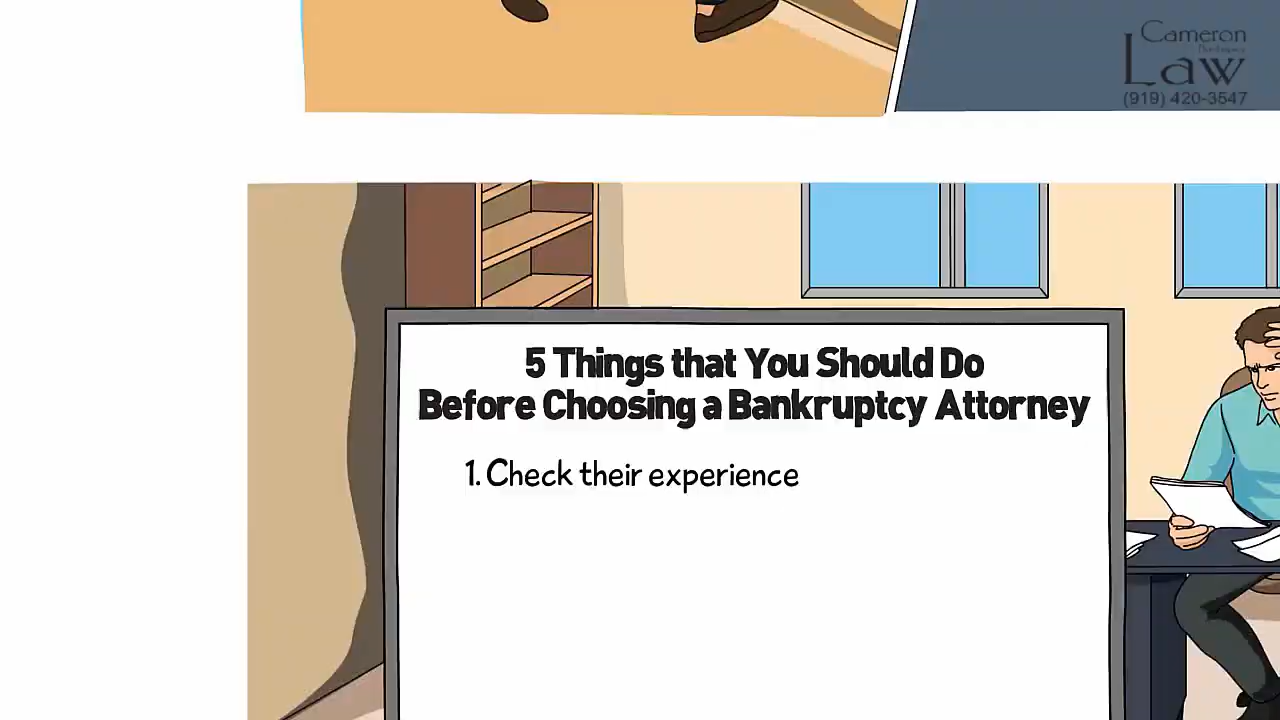 Cameron
Bankruptcy
Law
(919) 420-3547
5 Things that You Should Do
Before Choosing a Bankruptcy Attorney
1. Check their experience